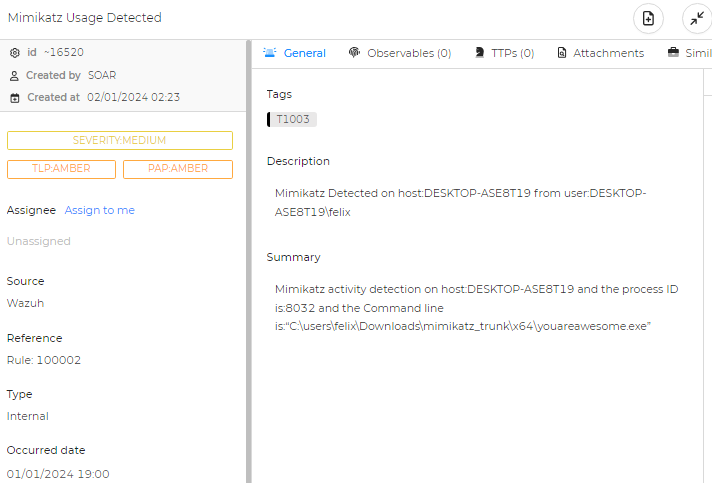 Mimikatz Usage Detected
id ~16520
Created by SOAR
Created at 02/01/2024 02:23
SEVERITY:MEDIUM
TLP:AMBER PAP:AMBER
Assignee Assign to me
Unassigned
Source
Wazuh
Reference
Rule: 100002
Type
Internal
Occurred date
01/01/2024 19:00
General Observables (0) TTPs (0) Attachments Simil
Tags
T1003
Description
Mimikatz Detected on host:DESKTOP-ASE8T19 from user:DESKTOP-
ASE8T19\felix
Summary
Mimikatz activity detection on host:DESKTOP-ASE8T19 and the process ID
is:8032 and the Command line
is:“C:\users\felix\Downloads\mimikatz_trunk\x64\youareawesome.exe”